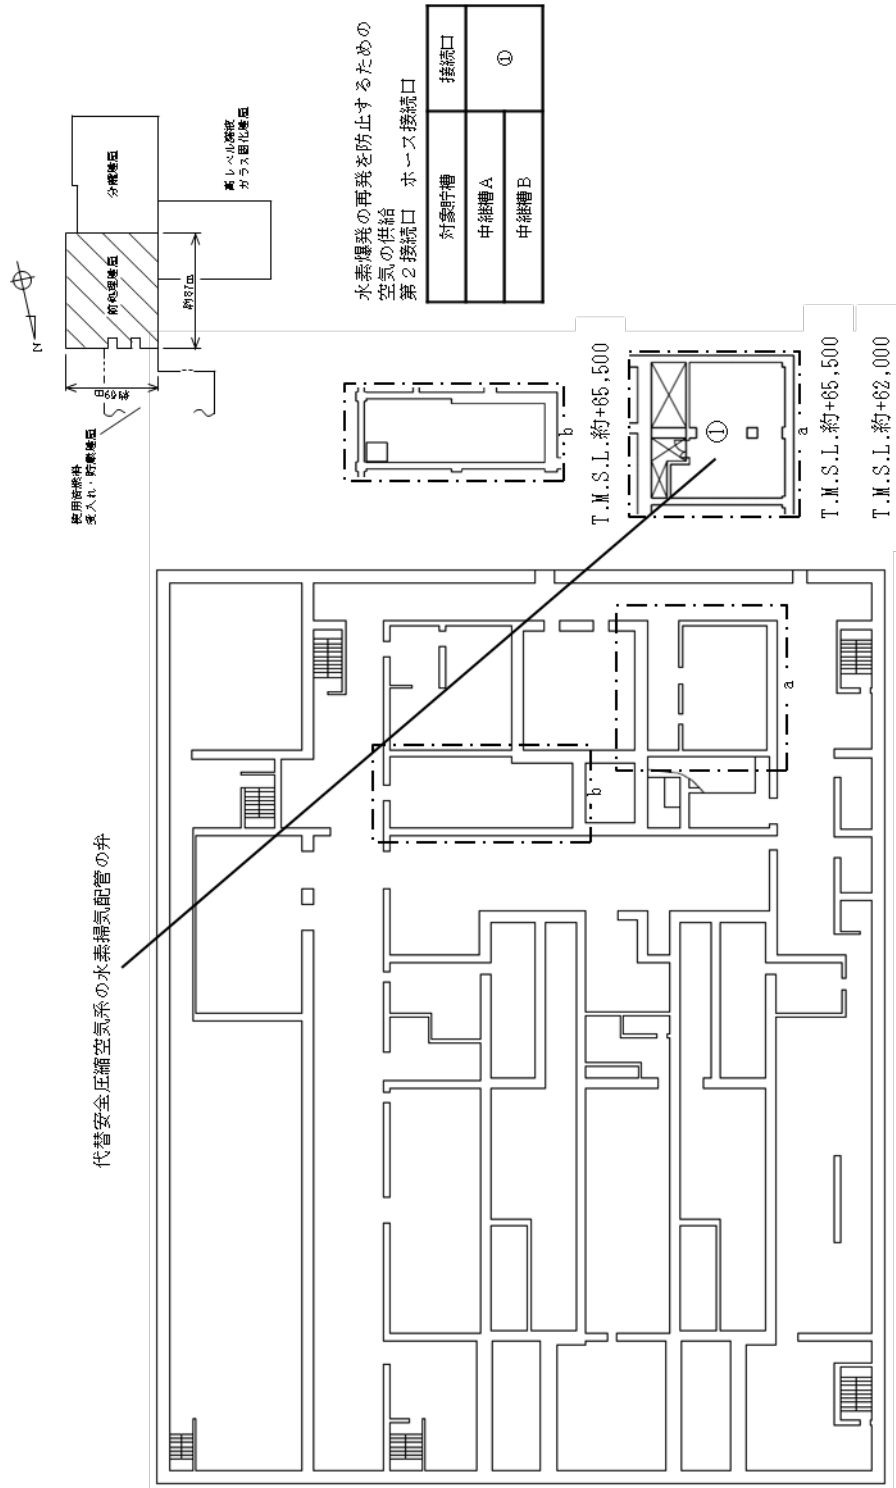 代替安全圧縮空気系の水素掃気配管の弁
使用済燃料
受入れ・貯蔵建屋
N
約69m
前処理建屋
約87m
分離建屋
高レベル廃液
ガラス固化建屋
水素爆発の再発を防止するための
空気の供給
第2接続口 ホース接続口
対象貯槽 接続口
中継槽A ①
中継槽B
b
T.M.S.L.約+65,500
①
a
T.M.S.L.約+65,500
T.M.S.L.約+62,000
b
a